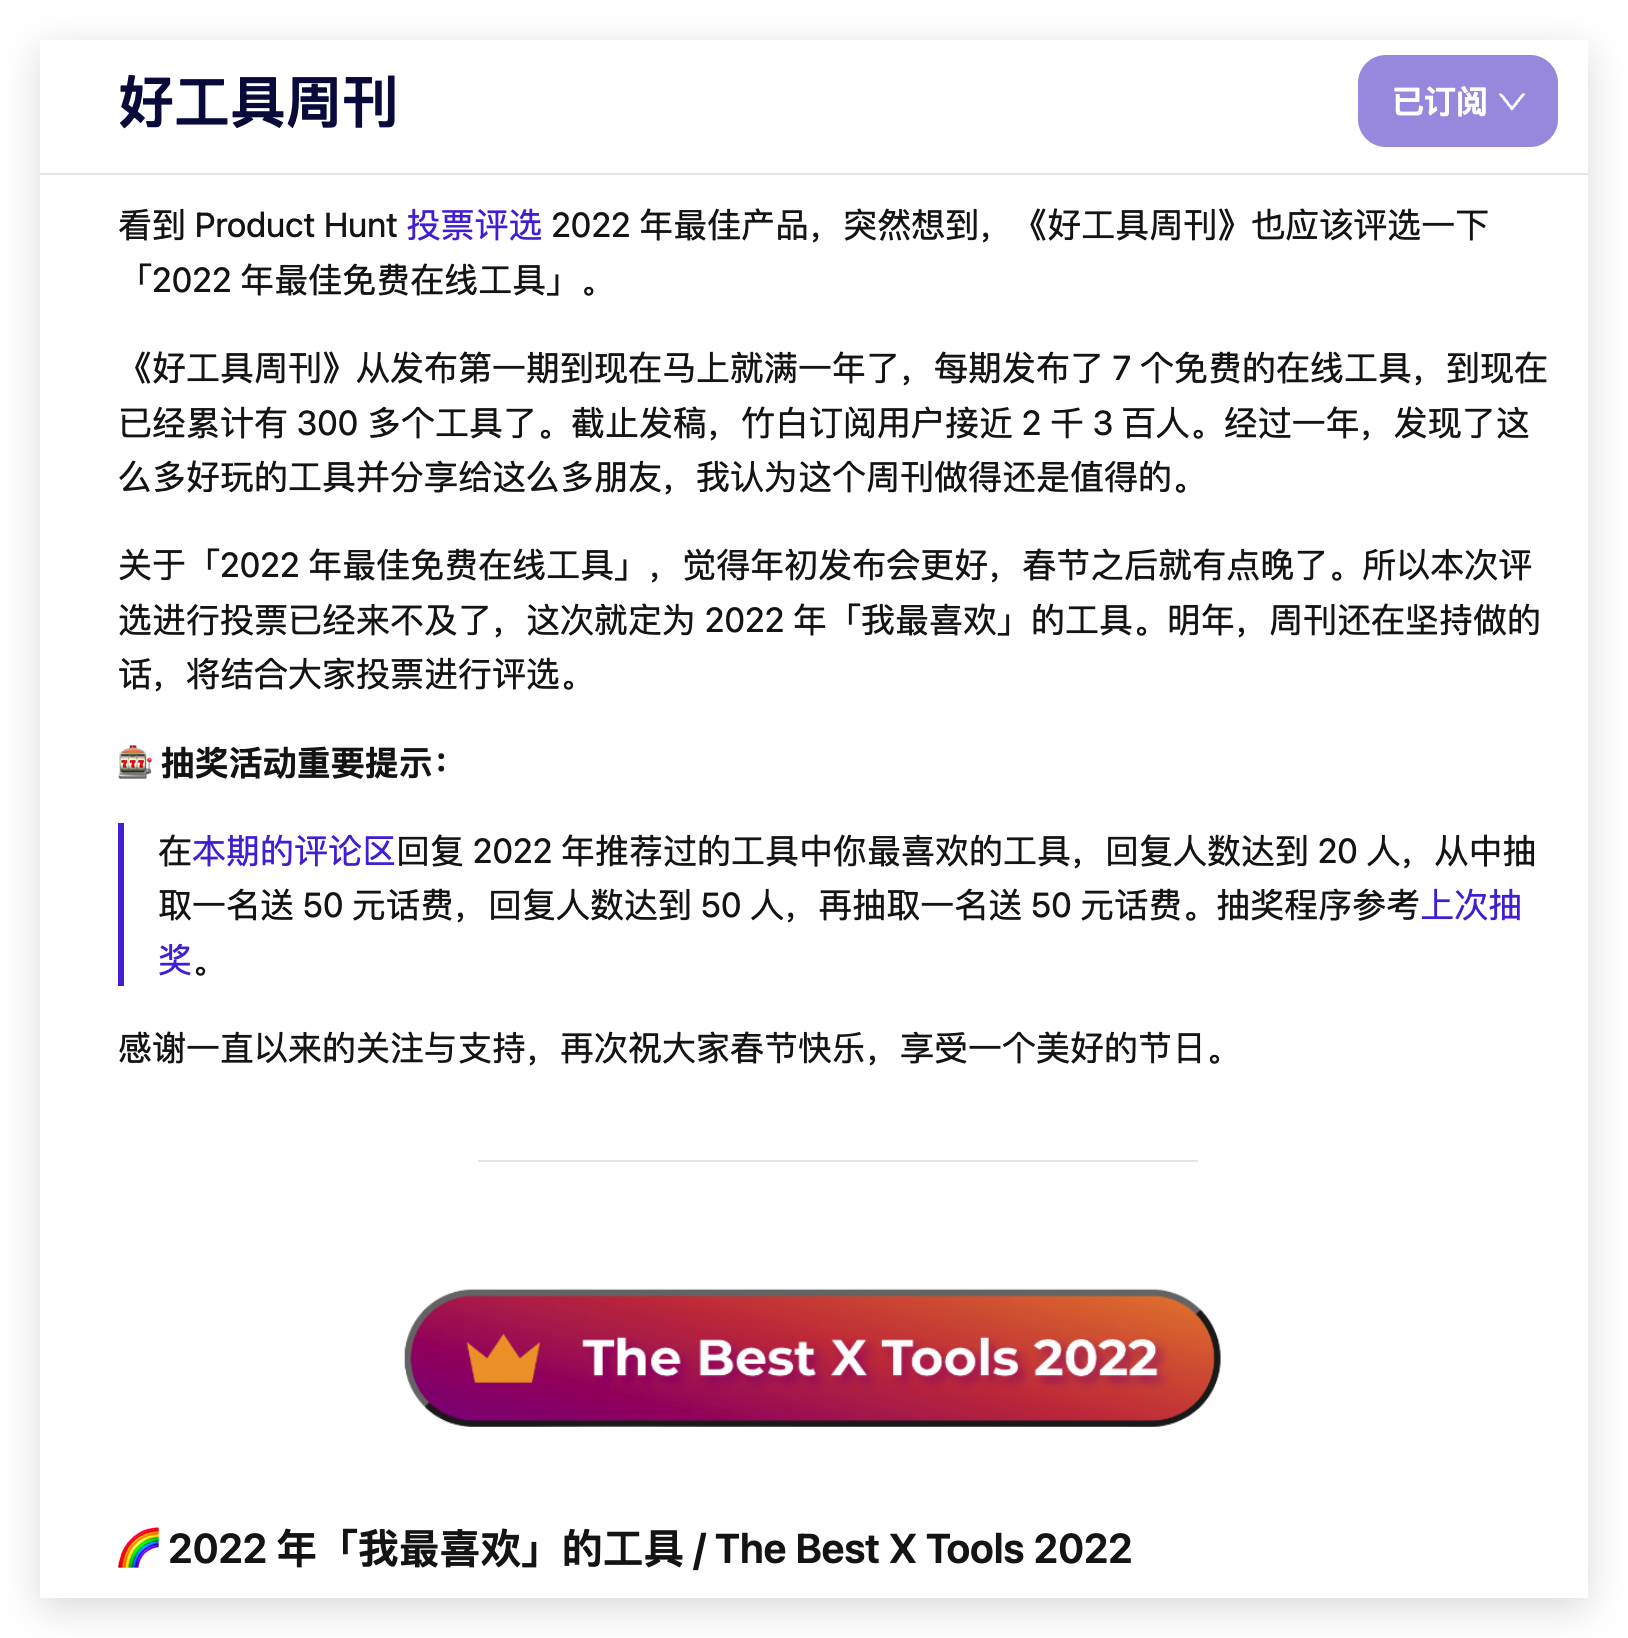 好工具周刊
已订阅
看到 Product Hunt 投票评选 2022 年最佳产品，突然想到，《好工具周刊》也应该评选一下
「2022 年最佳免费在线工具」。
《好工具周刊》从发布第一期到现在马上就满一年了，每期发布了 7 个免费的在线工具，到现在
已经累计有 300 多个工具了。截止发稿，竹白订阅用户接近 2 千 3 百人。经过一年，发现了这
么多好玩的工具并分享给这么多朋友，我认为这个周刊做得还是值得的。
关于「2022 年最佳免费在线工具」，觉得年初发布会更好，春节之后就有点晚了。所以本次评
选进行投票已经来不及了，这次就定为 2022 年「我最喜欢」的工具。明年，周刊还在坚持做的
话，将结合大家投票进行评选。
🎰 抽奖活动重要提示：
在本期的评论区回复 2022 年推荐过的工具中你最喜欢的工具，回复人数达到 20 人，从中抽
取一名送 50 元话费，回复人数达到 50 人，再抽取一名送 50 元话费。抽奖程序参考上次抽
奖。
感谢一直以来的关注与支持，再次祝大家春节快乐，享受一个美好的节日。
The Best X Tools 2022
🌈 2022 年「我最喜欢」的工具 / The Best X Tools 2022